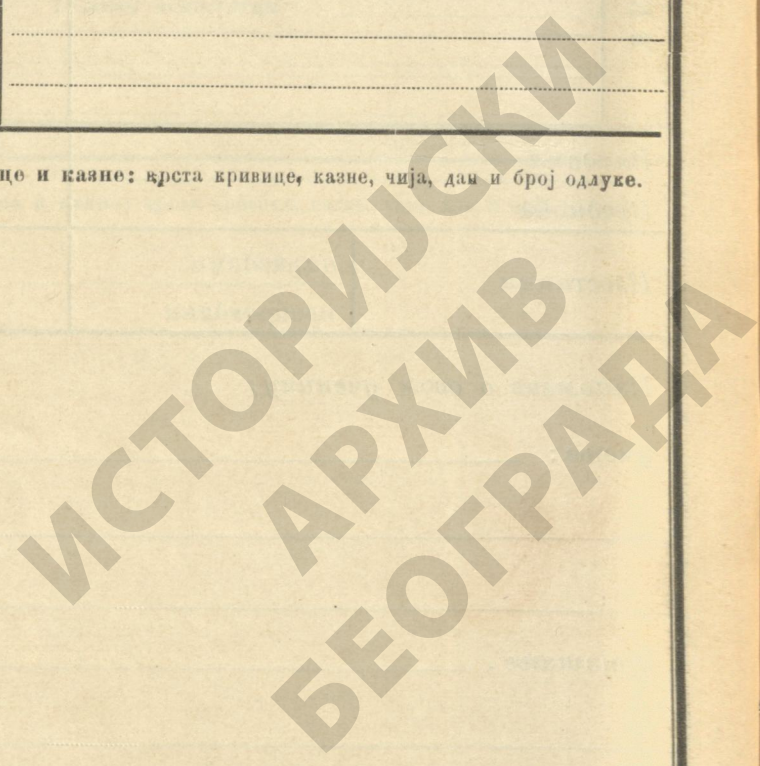 це и казне: врста кривице, казне, чија, дан и број одлуке.
ИСТОРИЈСКИ
АРХИВ
БЕОГРАДА